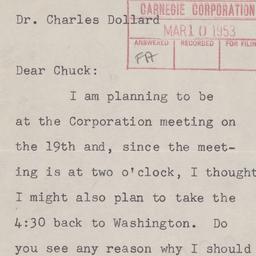 Dr. Charles Dollard
CARNEGIE CORPORATION
MAR 10 1953
ANSWERED RECORDED FOR FILIN
FA
Dear Chuck:
I am planning to be
at the Corporation meeting on
the 19th and, since the meet-
ing is at two o'clock, I thought
I might also plan to take the
4:30 back to Washington. Do
you see any reason why I should